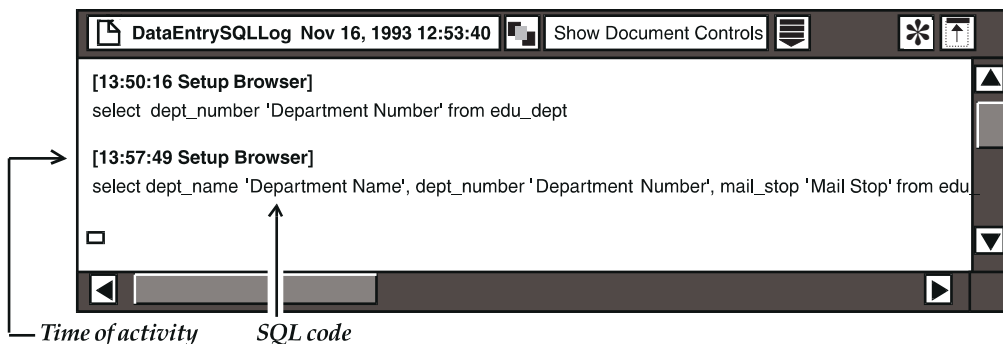 DataEntrySQLLog Nov 16, 1993 12:53:40 Show Document Controls
[13:50:16 Setup Browser]
select dept_number 'Department Number' from edu_dept
[13:57:49 Setup Browser]
select dept_name 'Department Name', dept_number 'Department Number', mail_stop 'Mail Stop' from edu_
Time of activity SQL code